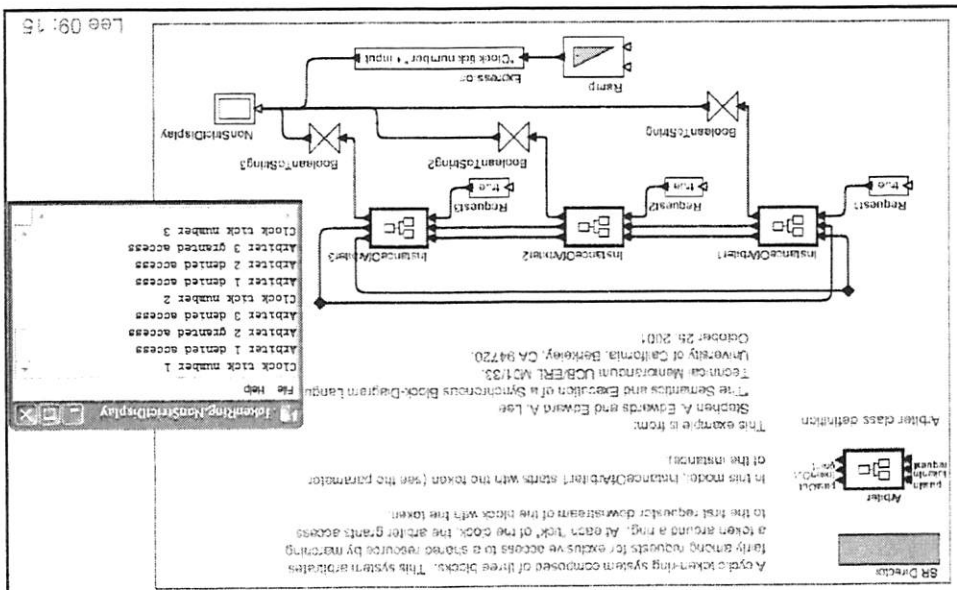 SR Director
A cyclic token-ring system composed of three blocks. This system arbitrates
fairly among requests for exclusive access to a shared resource by marching
a token around a ring. At each "tick" of the clock, the arbiter grants access
to the first requestor downstream of the block with the token.
In this model, InstanceOfArbiter1 starts with the token (see the parameter
of the instance)
Arbiter
request
passOut
Arbiter class definition
This example is from:
Stephen A. Edwards and Edward A. Lee
"The Semantics and Execution of a Synchronous Block-Diagram Langu
Technical Memorandum UCB/ERL M01/33,
University of California, Berkeley, CA 94720,
October 25, 2001
InstanceOfArbiter1
InstanceOfArbiter2
InstanceOfArbiter3
Request1
true
Request2
true
Request3
true
BooleanToString
BooleanToString2
BooleanToString3
NonStrictDisplay
Ramp
Expression
"Clock tick number " + input
TokenRing.NonStrictDisplay
File Help
Clock tick number 1
Arbiter 1 denied access
Arbiter 2 granted access
Arbiter 3 denied access
Clock tick number 2
Arbiter 1 denied access
Arbiter 2 denied access
Arbiter 3 granted access
Clock tick number 3
Lee 09: 15